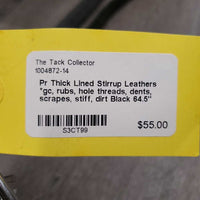 The Tack Collector
1004872-14
Pr Thick Lined Stirrup Leathers
"gc, rubs, hole threads, dents,
scrapes, stiff, dirt Black 64.5"
S3CT99
$55.00